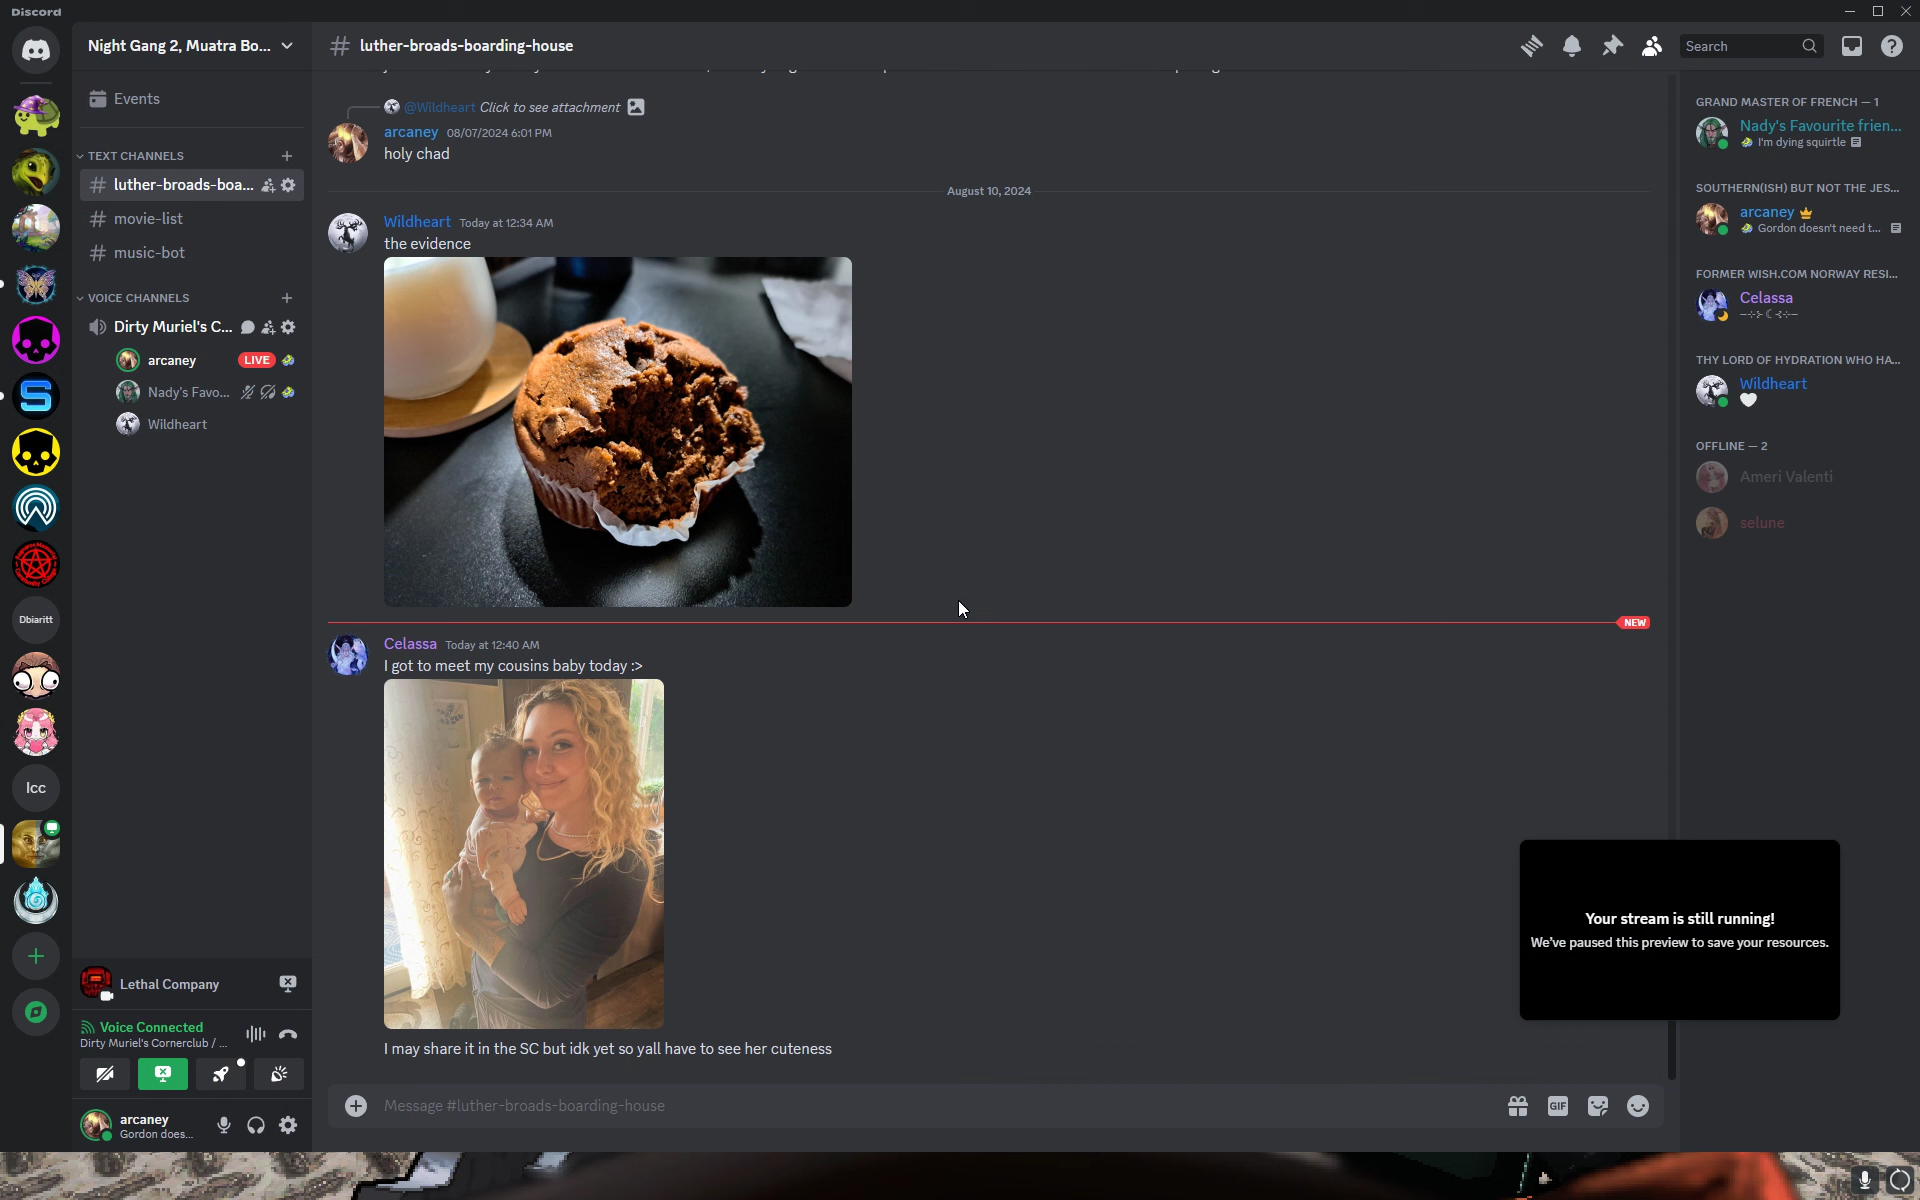 Discord
Night Gang 2, Muatra Bo...
Events
TEXT CHANNELS
luther-broads-boa...
movie-list
music-bot
VOICE CHANNELS
Dirty Muriel's C...
arcaney LIVE
Nady's Favo...
Wildheart
Dbiaritt
Icc
Lethal Company
Voice Connected
Dirty Muriel's Cornerclub / ...
arcaney
Gordon does...
luther-broads-boarding-house
Search
@Wildheart Click to see attachment
arcaney 08/07/2024 6:01 PM
holy chad
August 10, 2024
Wildheart Today at 12:34 AM
the evidence
NEW
Celassa Today at 12:40 AM
I got to meet my cousins baby today :>
I may share it in the SC but idk yet so yall have to see her cuteness
Message #luther-broads-boarding-house
GIF
GRAND MASTER OF FRENCH — 1
Nady's Favourite frien...
I'm dying squirtle
SOUTHERN(ISH) BUT NOT THE JES...
arcaney
Gordon doesn't need t...
FORMER WISH.COM NORWAY RESI...
Celassa
THY LORD OF HYDRATION WHO HA...
Wildheart
OFFLINE — 2
Ameri Valenti
selune
Your stream is still running!
We've paused this preview to save your resources.